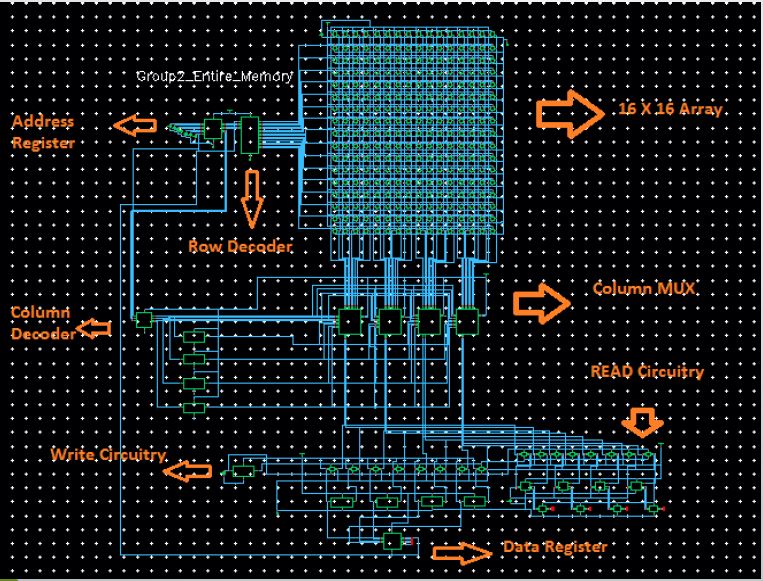 Group2_Entire_Memory
16 X 16 Array
Address
Register
Row Decoder
Column MUX
Column
Decoder
READ Circuitry
Write Circuitry
Data Register